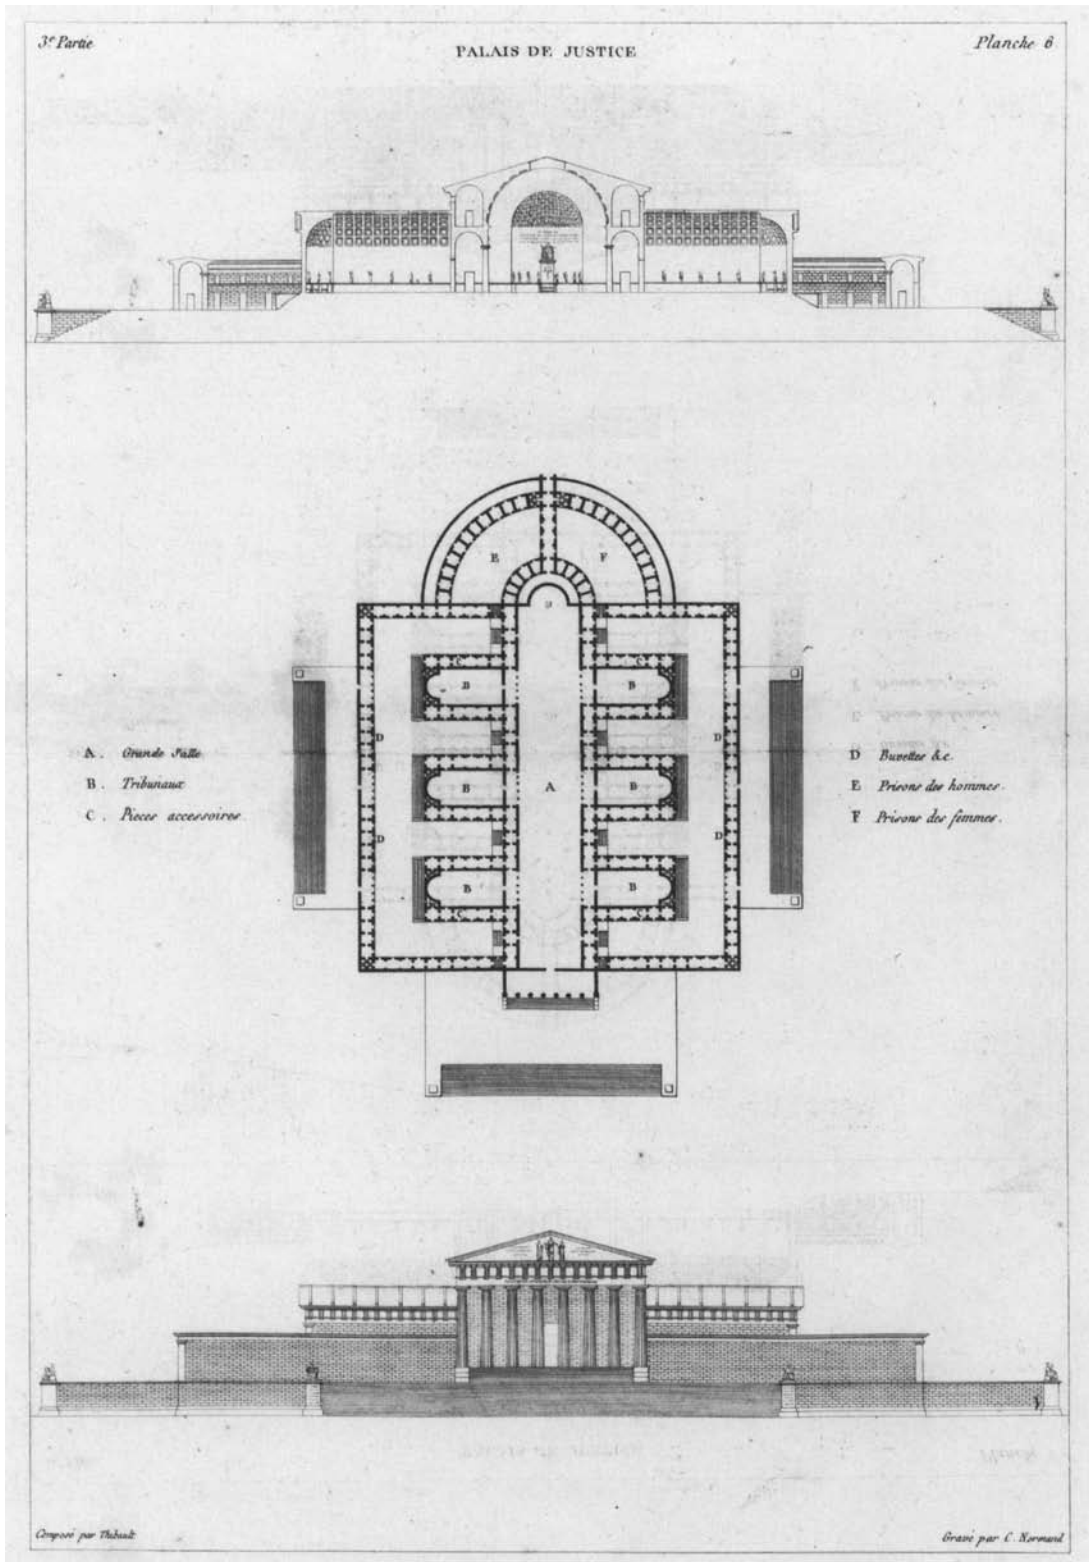 3.e Partie
PALAIS DE JUSTICE
Planche 6
E
F
C
C
B
B
D
D
A. Grande Salle.
B. Tribunaux
C. Pieces accessoires.
B
A
B
D Buvettes &c.
E Prisons des hommes.
F Prisons des femmes.
D
D
B
B
C
C
Composé par Thibault
Gravé par C. Normand